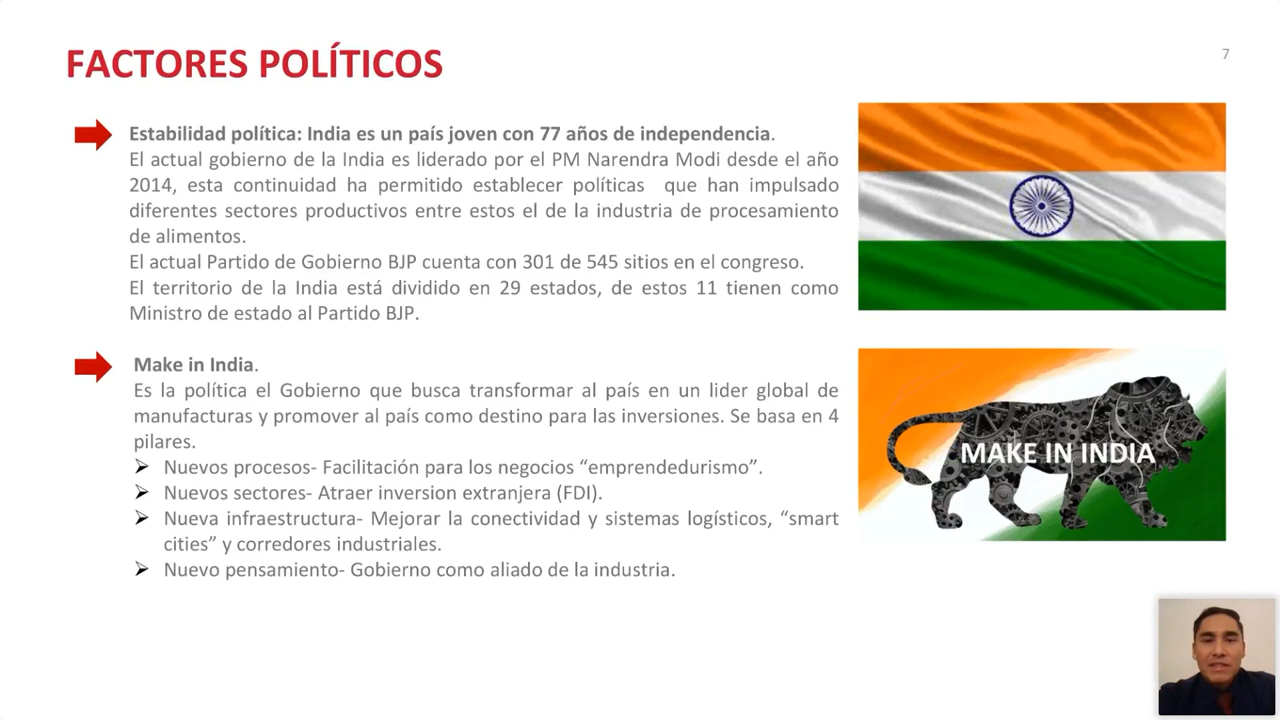 FACTORES POLÍTICOS
7
Estabilidad política: India es un país joven con 77 años de independencia.
El actual gobierno de la India es liderado por el PM Narendra Modi desde el año
2014, esta continuidad ha permitido establecer políticas que han impulsado
diferentes sectores productivos entre estos el de la industria de procesamiento
de alimentos.
El actual Partido de Gobierno BJP cuenta con 301 de 545 sitios en el congreso.
El territorio de la India está dividido en 29 estados, de estos 11 tienen como
Ministro de estado al Partido BJP.
Make in India.
Es la política el Gobierno que busca transformar al país en un lider global de
manufacturas y promover al país como destino para las inversiones. Se basa en 4
pilares.
Nuevos procesos- Facilitación para los negocios “emprendedurismo”.
Nuevos sectores- Atraer inversion extranjera (FDI).
Nueva infraestructura- Mejorar la conectividad y sistemas logísticos, “smart
cities” y corredores industriales.
Nuevo pensamiento- Gobierno como aliado de la industria.
MAKE IN INDIA